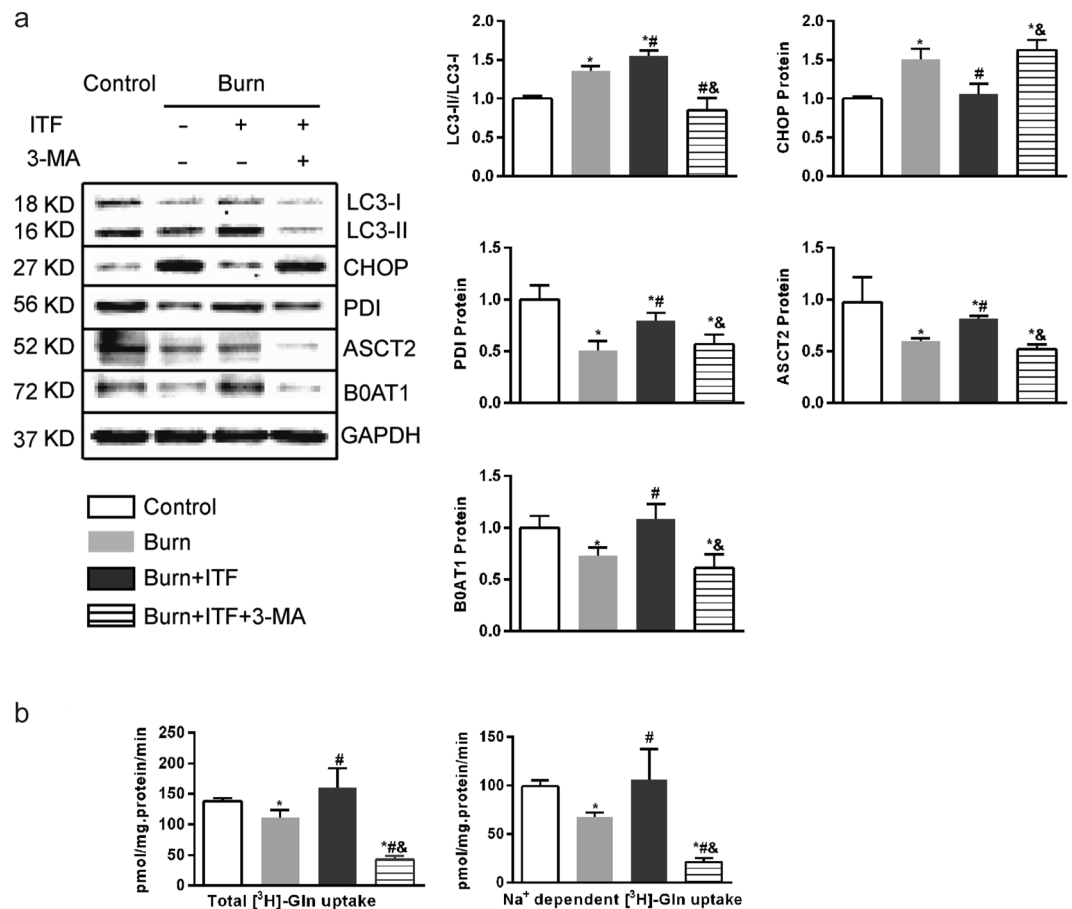 a
Control Burn
ITF - + +
3-MA - - +
18 KD LC3-I
16 KD LC3-II
27 KD CHOP
56 KD PDI
52 KD ASCT2
72 KD B0AT1
37 KD GAPDH
Control
Burn
Burn+ITF
Burn+ITF+3-MA
LC3-II/LC3-I
2.0
1.5
1.0
0.5
0.0
*
*#
#&
CHOP Protein
2.0
1.5
1.0
0.5
0.0
*
#
*&
PDI Protein
1.5
1.0
0.5
0.0
*
*#
*&
ASCT2 Protein
1.5
1.0
0.5
0.0
*
*#
*&
B0AT1 Protein
1.5
1.0
0.5
0.0
*
#
*&
b
pmol/mg.protein/min
250
200
150
100
50
0
*
#
*#&
Total [³H]-Gln uptake
pmol/mg.protein/min
150
100
50
0
*
#
*#&
Na⁺ dependent [³H]-Gln uptake